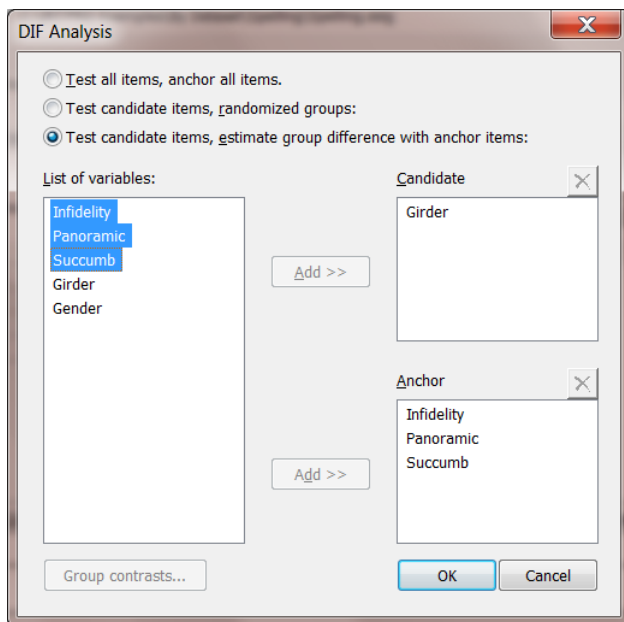 DIF Analysis
Test all items, anchor all items.
Test candidate items, randomized groups:
Test candidate items, estimate group difference with anchor items:
List of variables:
Infidelity
Panoramic
Succumb
Girder
Gender
Add >>
Add >>
Candidate
Girder
Anchor
Infidelity
Panoramic
Succumb
Group contrasts...
OK
Cancel